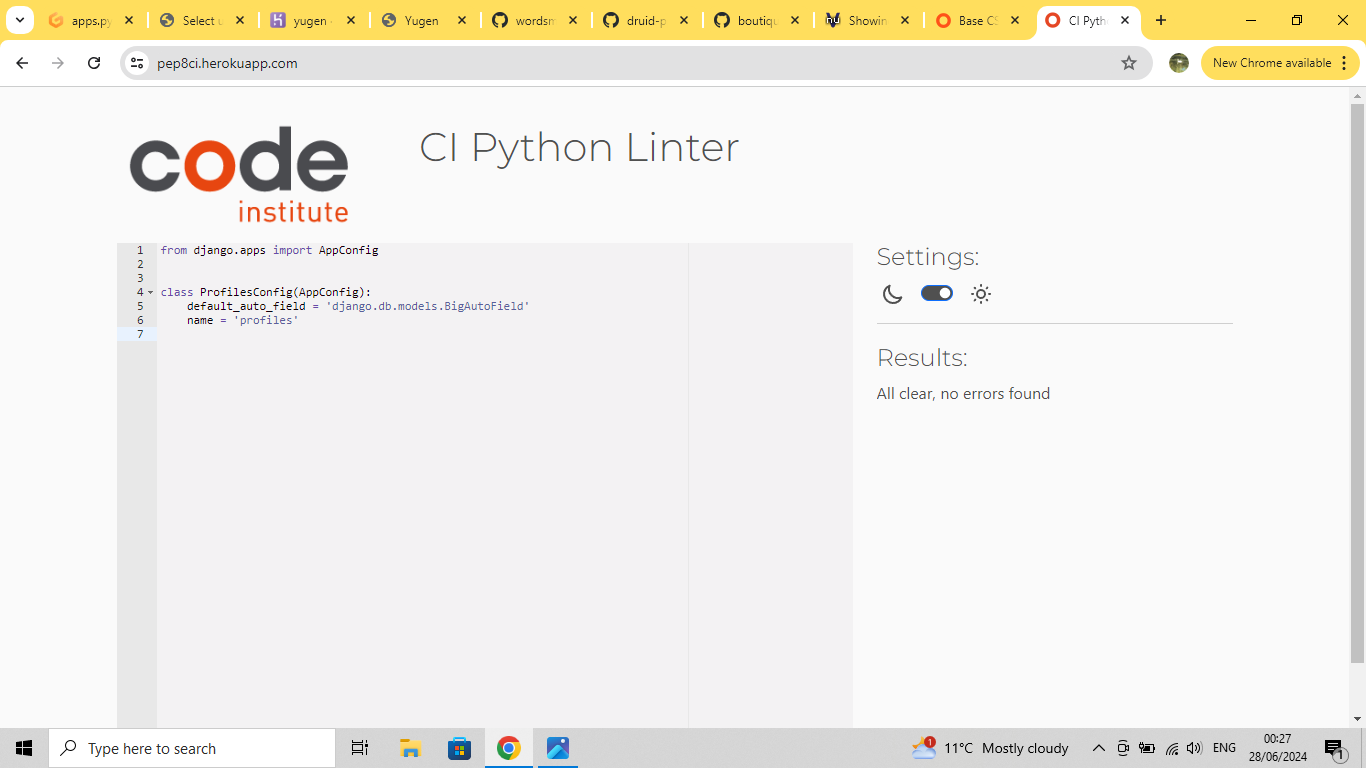 apps.py
Select u
yugen
Yugen
wordsm
druid-p
boutiqu
Showin
Base CS
CI Pyth
pep8ci.herokuapp.com
New Chrome available
code
institute
CI Python Linter
1 from django.apps import AppConfig
2
3
4 class ProfilesConfig(AppConfig):
5 default_auto_field = 'django.db.models.BigAutoField'
6 name = 'profiles'
7
Settings:
Results:
All clear, no errors found
Type here to search
1
11°C Mostly cloudy
ENG
00:27
28/06/2024
1